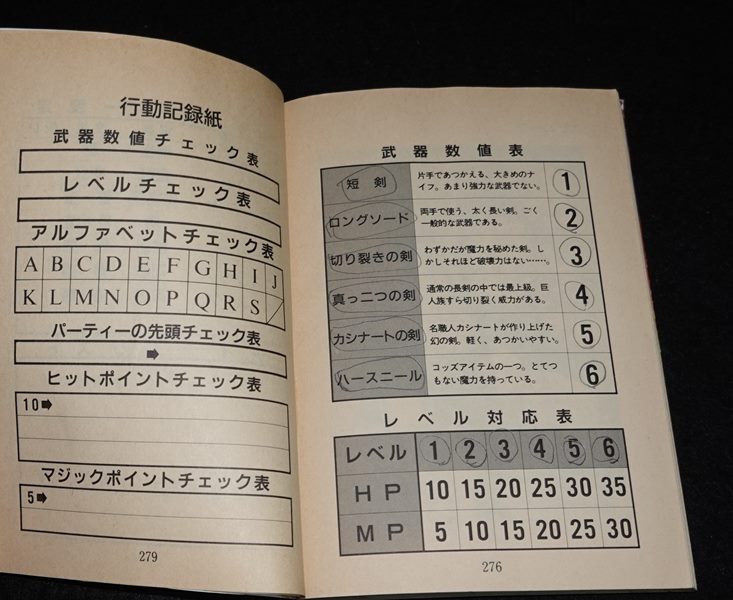 行動記録紙
武器数値チェック表
レベルチェック表
アルファベットチェック表
A B C D E F G H I J
K L M N O P Q R S
パーティーの先頭チェック表
➡
ヒットポイントチェック表
10➡
マジックポイントチェック表
5➡
279
武器数値表
短剣
片手であつかえる、大きめのナ
イフ。あまり強力な武器でない。
1
ロングソード
両手で使う、太く長い剣。ごく
一般的な武器である。
2
切り裂きの剣
わずかだが魔力を秘めた剣。し
かしそれほど破壊力はない……。
3
真っ二つの剣
通常の長剣の中では最上級。巨
人族すら切り裂く威力がある。
4
カシナートの剣
名職人カシナートが作り上げた
幻の剣。軽く、あつかいやすい。
5
ハースニール
コッズアイテムの一つ。とてつ
もない魔力を持っている。
6
レベル対応表
レベル 1 2 3 4 5 6
HP 10 15 20 25 30 35
MP 5 10 15 20 25 30
276